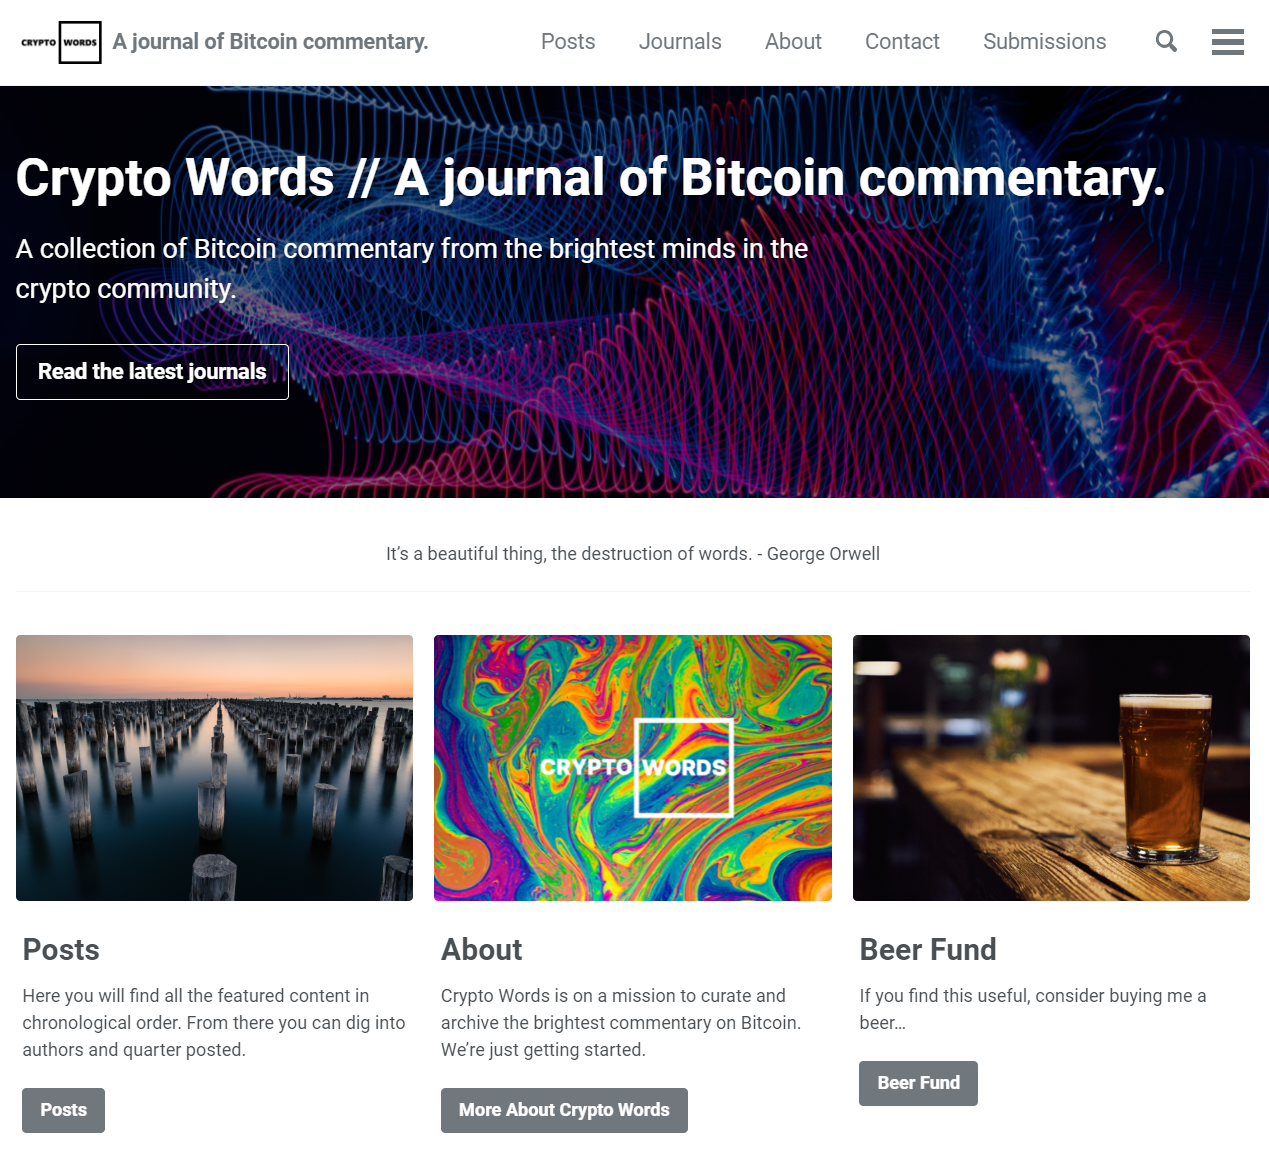 CRYPTO WORDS A journal of Bitcoin commentary. Posts Journals About Contact Submissions
Crypto Words // A journal of Bitcoin commentary.
A collection of Bitcoin commentary from the brightest minds in the
crypto community.
Read the latest journals
It’s a beautiful thing, the destruction of words. - George Orwell
CRYPTO WORDS
Posts
Here you will find all the featured content in
chronological order. From there you can dig into
authors and quarter posted.
Posts
About
Crypto Words is on a mission to curate and
archive the brightest commentary on Bitcoin.
We’re just getting started.
More About Crypto Words
Beer Fund
If you find this useful, consider buying me a
beer…
Beer Fund